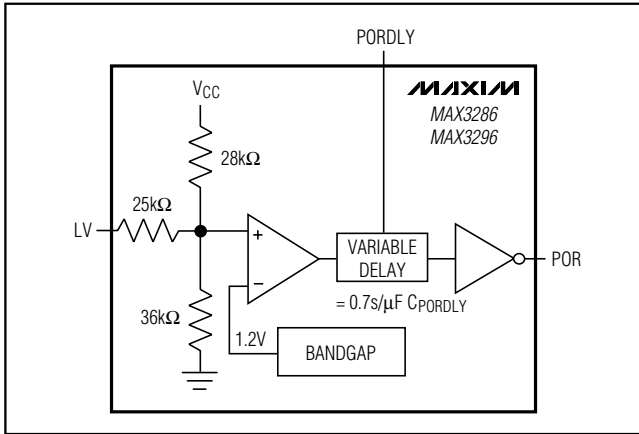 PORDLY
MAXIM
MAX3286
MAX3296
VCC
28kΩ
25kΩ
LV
+
−
VARIABLE
DELAY
POR
= 0.7s/µF CPORDLY
36kΩ
1.2V
BANDGAP